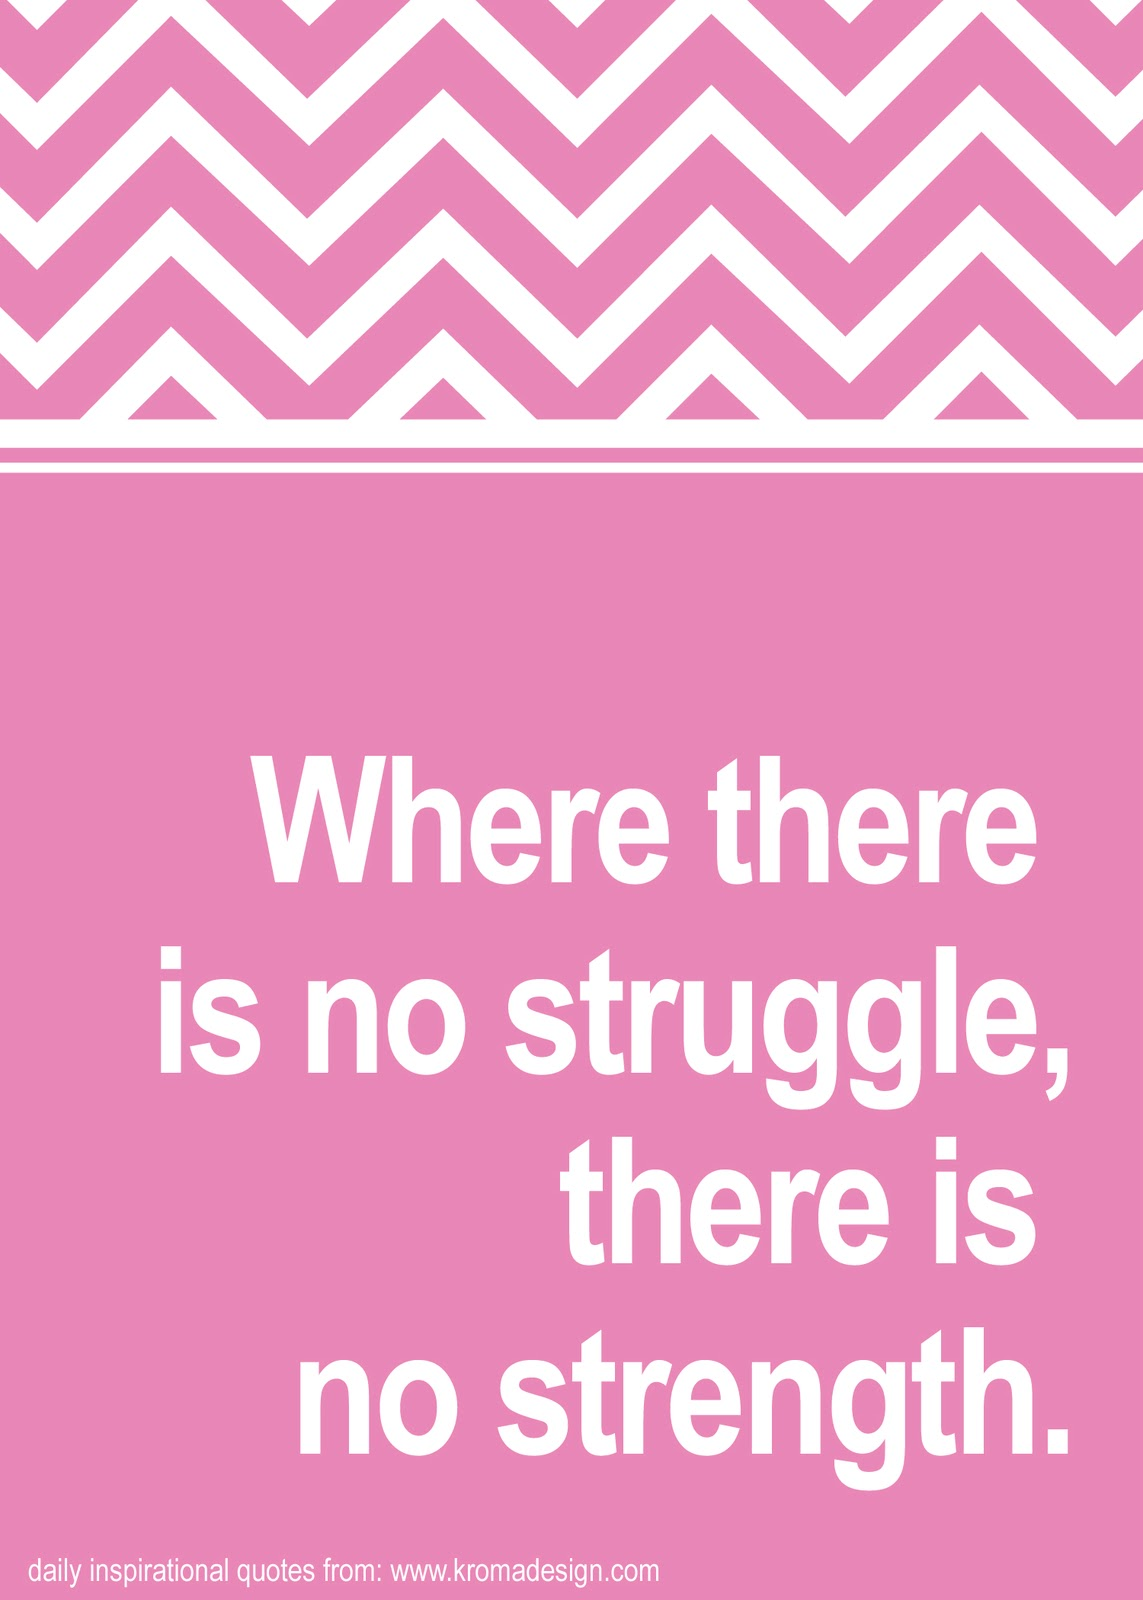 Where there
is no struggle,
there is
no strength.
daily inspirational quotes from: www.kromadesign.com